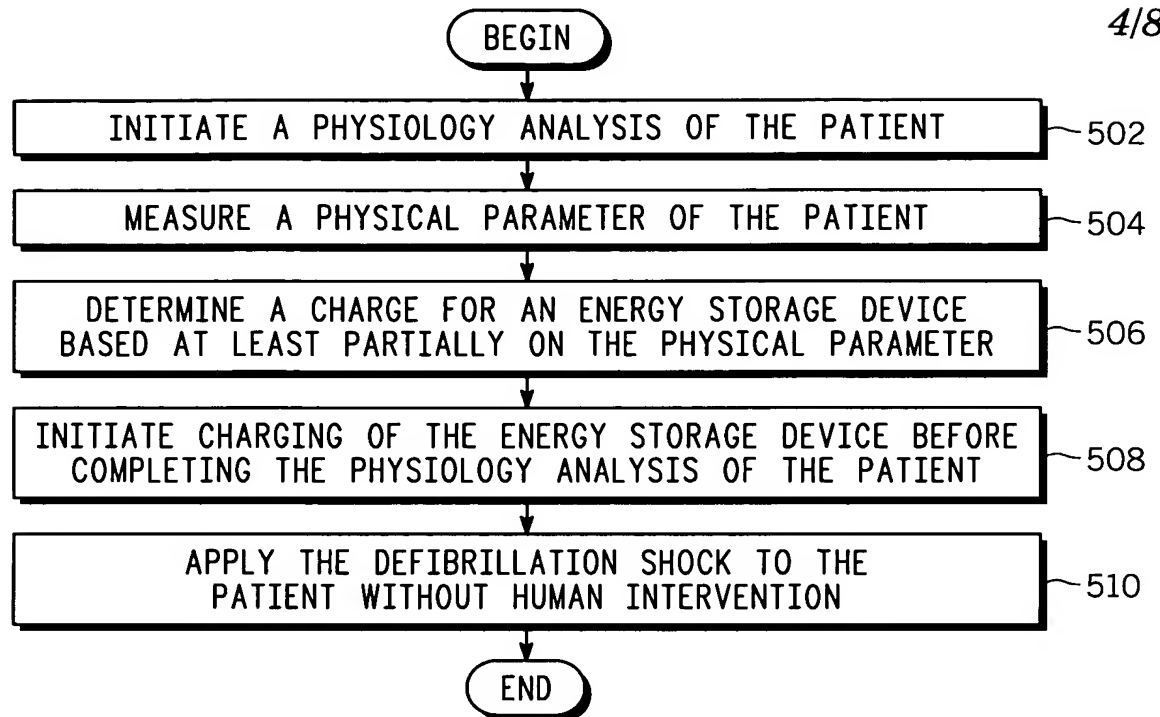 4/8
BEGIN
INITIATE A PHYSIOLOGY ANALYSIS OF THE PATIENT
502
MEASURE A PHYSICAL PARAMETER OF THE PATIENT
504
DETERMINE A CHARGE FOR AN ENERGY STORAGE DEVICE
BASED AT LEAST PARTIALLY ON THE PHYSICAL PARAMETER
506
INITIATE CHARGING OF THE ENERGY STORAGE DEVICE BEFORE
COMPLETING THE PHYSIOLOGY ANALYSIS OF THE PATIENT
508
APPLY THE DEFIBRILLATION SHOCK TO THE
PATIENT WITHOUT HUMAN INTERVENTION
510
END